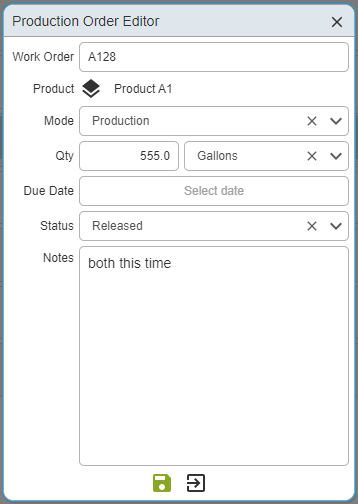 Production Order Editor
Work Order A128
Product Product A1
Mode Production
Qty 555.0 Gallons
Due Date Select date
Status Released
Notes both this time